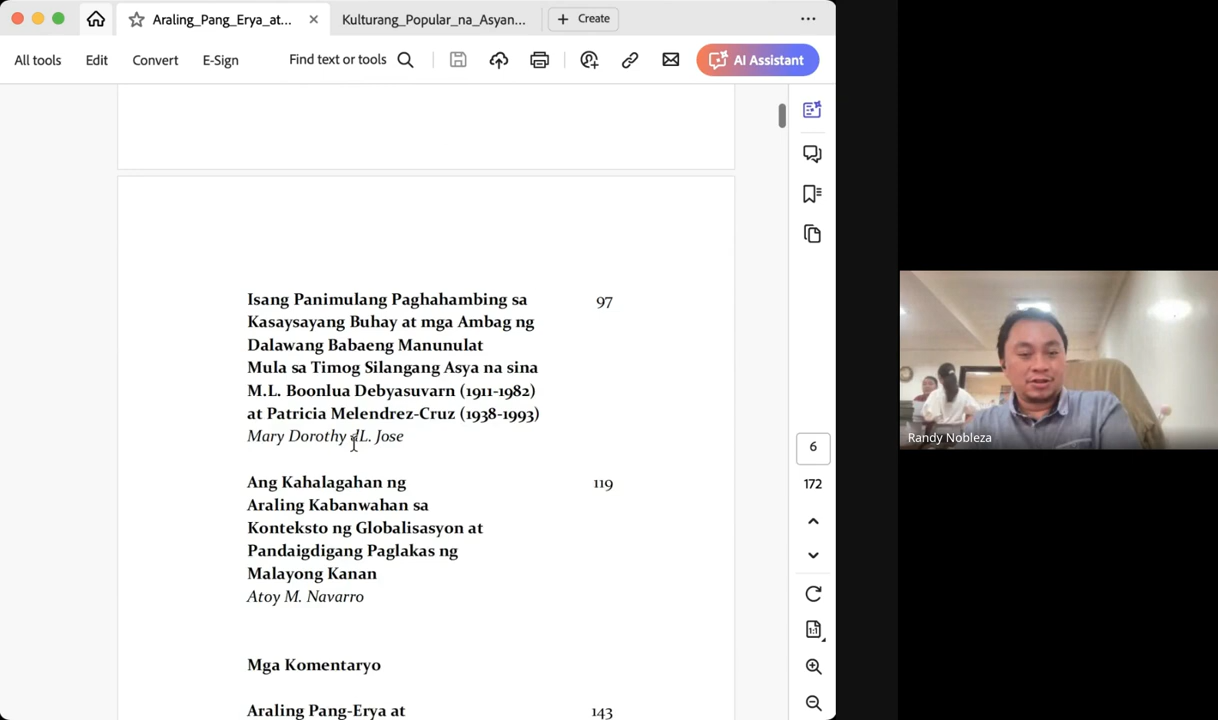 Araling_Pang_Erya_at...
Kulturang_Popular_na_Asyan...
Create
All tools
Edit
Convert
E-Sign
Find text or tools
AI Assistant
Isang Panimulang Paghahambing sa 97
Kasaysayang Buhay at mga Ambag ng
Dalawang Babaeng Manunulat
Mula sa Timog Silangang Asya na sina
M.L. Boonlua Debyasuvarn (1911-1982)
at Patricia Melendrez-Cruz (1938-1993)
Mary Dorothy dL. Jose
Ang Kahalagahan ng 119
Araling Kabanwahan sa
Konteksto ng Globalisasyon at
Pandaigdigang Paglakas ng
Malayong Kanan
Atoy M. Navarro
Mga Komentaryo
Araling Pang-Erya at 143
6
172
1:1
Randy Nobleza